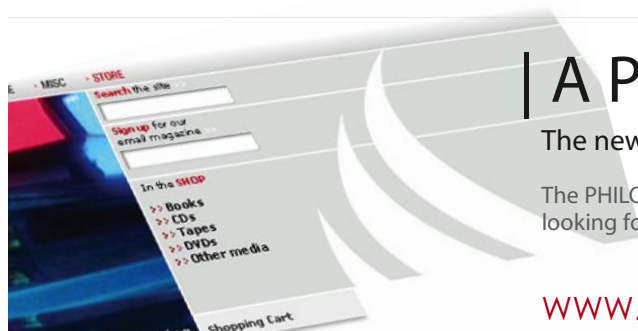 MISC › STORE
Search the site >>
Sign up for our
email magazine >>
In the SHOP
>> Books
>> CDs
>> Tapes
>> DVDs
>> Other media
Shopping Cart
| A P
The new
The PHILO
looking fo
WWW.